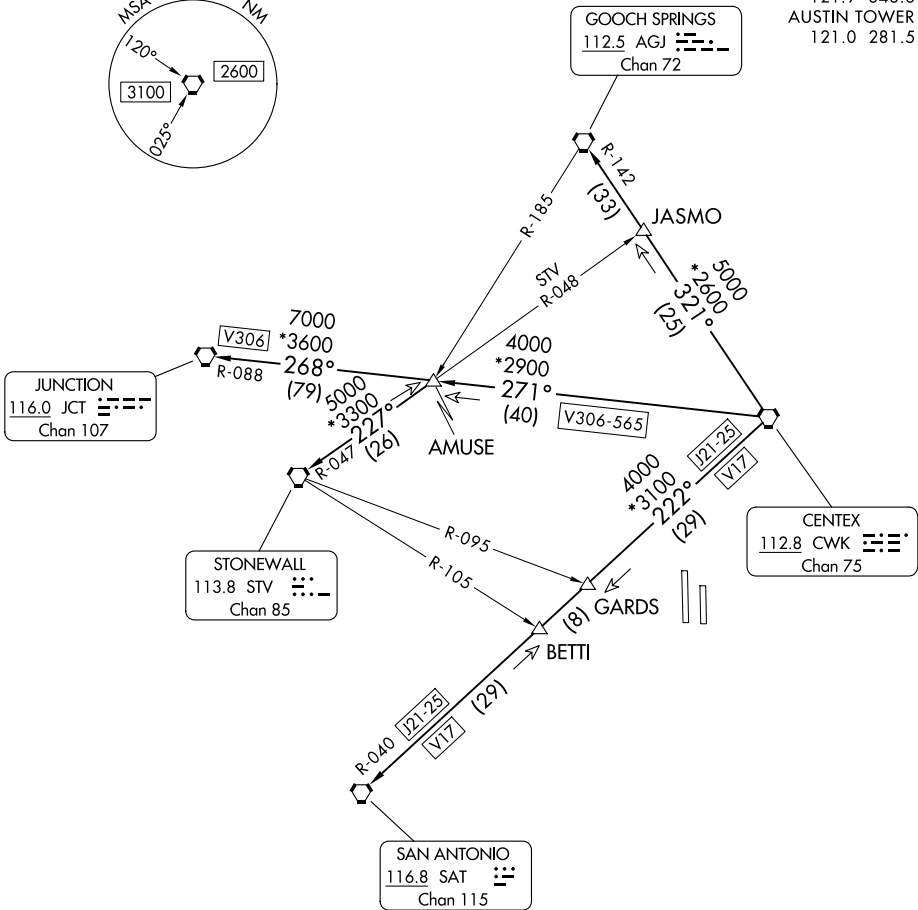 MSA
NM
120°
2600
3100
025°
121.9
AUSTIN TOWER
121.0 281.5
GOOCH SPRINGS
112.5 AGJ
Chan 72
R-142
(33)
JASMO
R-185
STV
R-048
5000
*2600
321°
(25)
7000
*3600
V306
268°
R-088
(79)
4000
*2900
271°
(40)
V306-565
JUNCTION
116.0 JCT
Chan 107
5000
*3300
227°
R-047
(26)
AMUSE
J21-25
V17
4000
*3100
222°
(29)
CENTEX
112.8 CWK
Chan 75
STONEWALL
113.8 STV
Chan 85
R-095
R-105
GARDS
(8)
BETTI
(29)
J21-25
V17
R-040
SAN ANTONIO
116.8 SAT
Chan 115